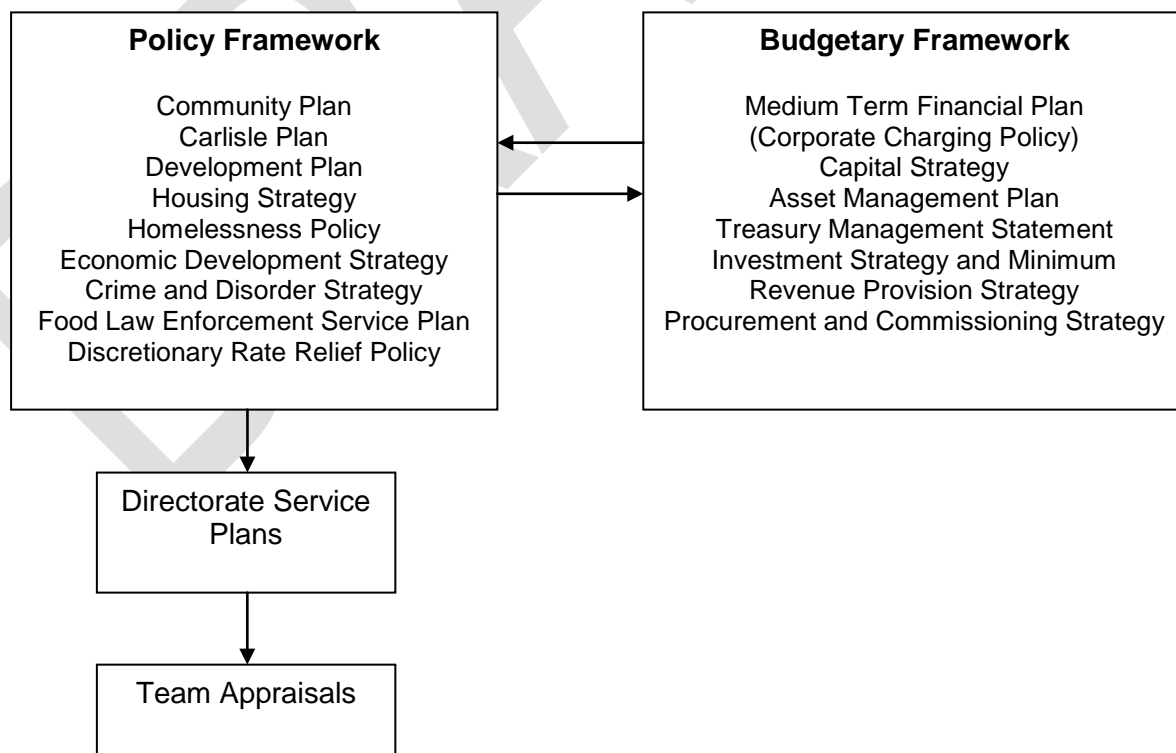 Policy Framework
Community Plan
Carlisle Plan
Development Plan
Housing Strategy
Homelessness Policy
Economic Development Strategy
Crime and Disorder Strategy
Food Law Enforcement Service Plan
Discretionary Rate Relief Policy
Budgetary Framework
Medium Term Financial Plan
(Corporate Charging Policy)
Capital Strategy
Asset Management Plan
Treasury Management Statement
Investment Strategy and Minimum
Revenue Provision Strategy
Procurement and Commissioning Strategy
Directorate Service
Plans
Team Appraisals